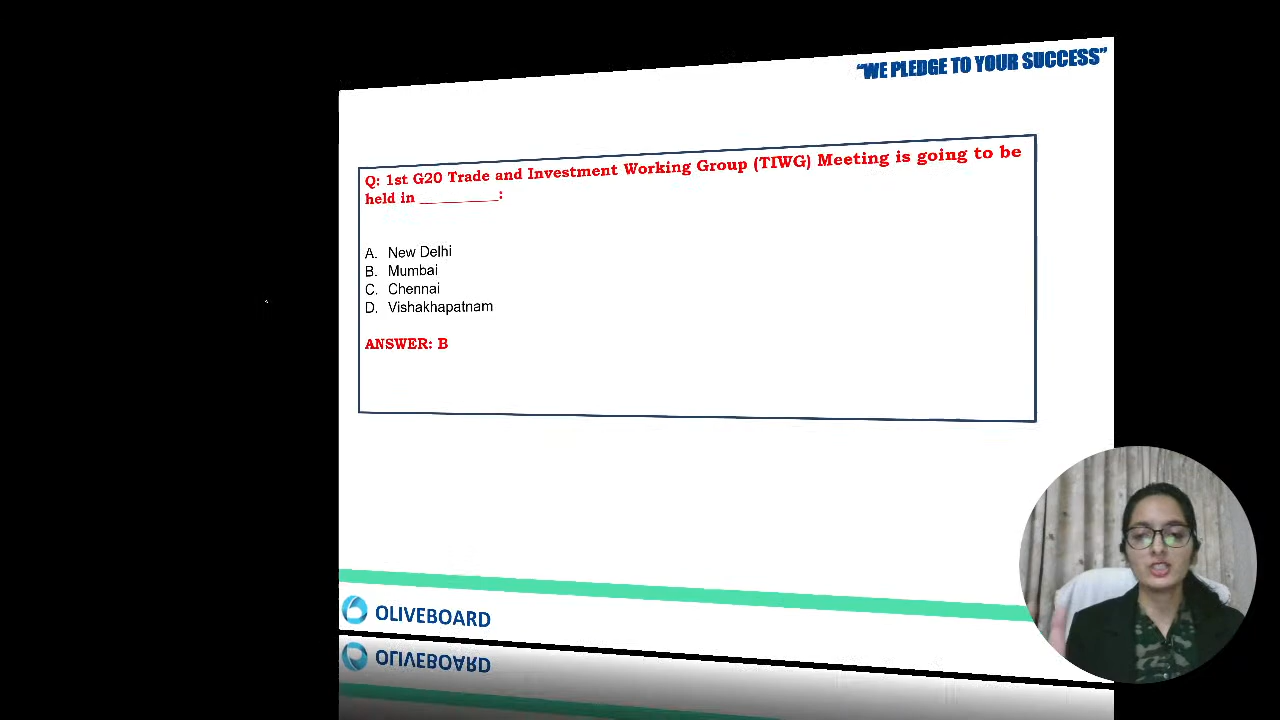 “WE PLEDGE TO YOUR SUCCESS”
Q: 1st G20 Trade and Investment Working Group (TIWG) Meeting is going to be
held in __________:
A. New Delhi
B. Mumbai
C. Chennai
D. Vishakhapatnam
ANSWER: B
OLIVEBOARD
OLIVEBOARD